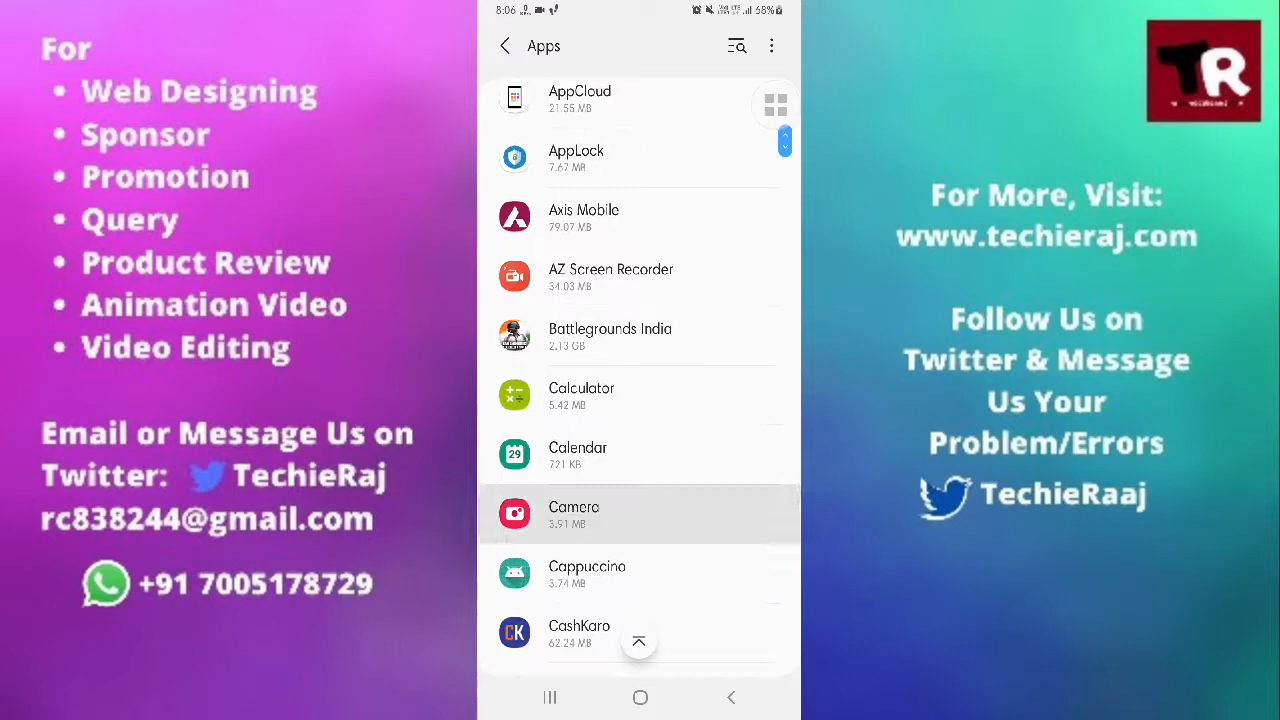 For
• Web Designing
• Sponsor
• Promotion
• Query
• Product Review
• Animation Video
• Video Editing
Email or Message Us on
Twitter: TechieRaj
rc838244@gmail.com
+91 7005178729
8:06
68%
Apps
AppCloud
21.55 MB
AppLock
7.67 MB
Axis Mobile
79.07 MB
AZ Screen Recorder
34.03 MB
Battlegrounds India
2.13 GB
Calculator
5.42 MB
29
Calendar
721 KB
Camera
3.91 MB
Cappuccino
3.74 MB
CK
CashKaro
62.24 MB
TR
For More, Visit:
www.techieraj.com
Follow Us on
Twitter & Message
Us Your
Problem/Errors
TechieRaaj